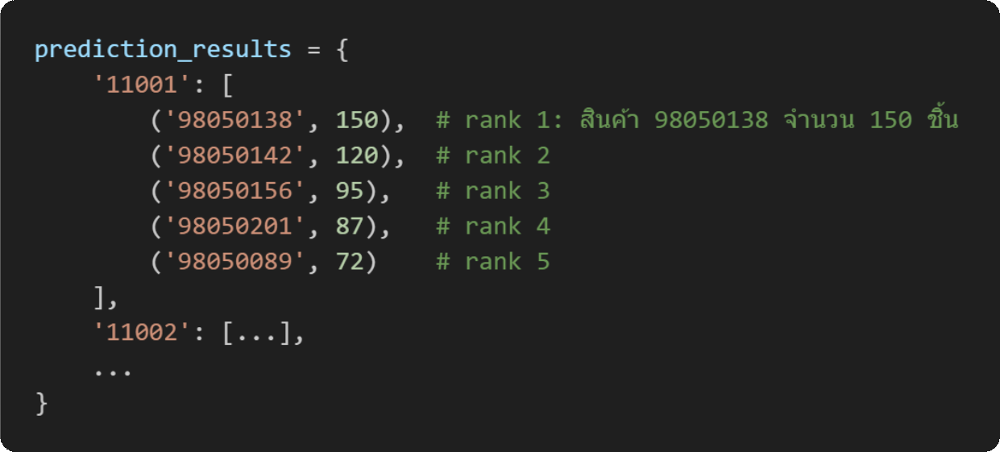 prediction_results = {
    '11001': [
        ('98050138', 150),  # rank 1: สินค้า 98050138 จำนวน 150 ชิ้น
        ('98050142', 120),  # rank 2
        ('98050156', 95),   # rank 3
        ('98050201', 87),   # rank 4
        ('98050089', 72)    # rank 5
    ],
    '11002': [...],
    ...
}